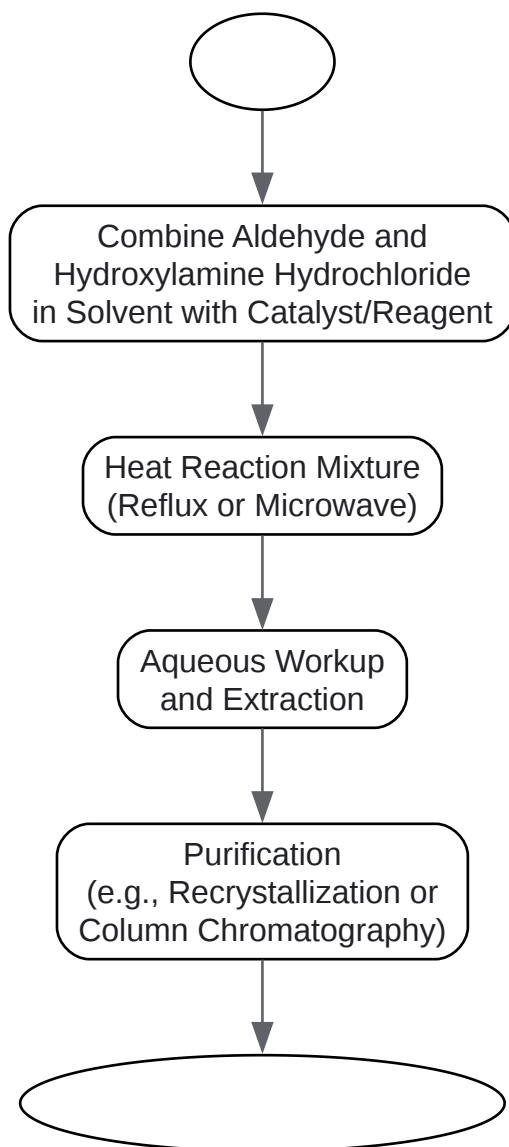 Combine Aldehyde and
Hydroxylamine Hydrochloride
in Solvent with Catalyst/Reagent
Heat Reaction Mixture
(Reflux or Microwave)
Aqueous Workup
and Extraction
Purification
(e.g., Recrystallization or
Column Chromatography)